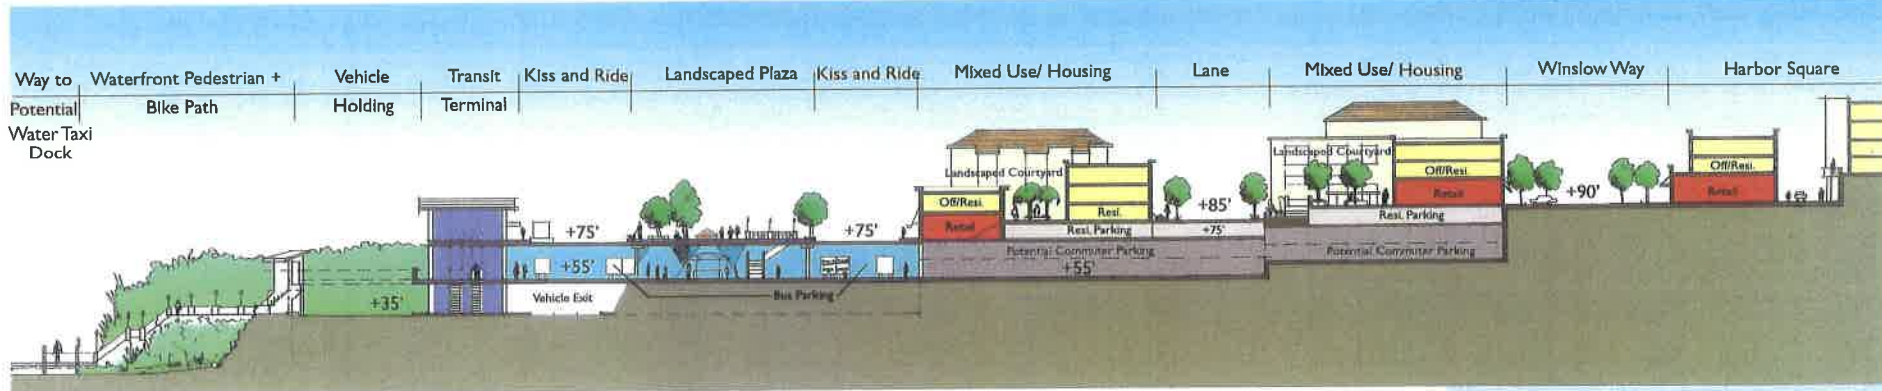 Way to
Potential
Water Taxi
Dock
Waterfront Pedestrian +
Bike Path
Vehicle
Holding
Transit
Terminal
Kiss and Ride
Landscaped Plaza
Kiss and Ride
Mixed Use/ Housing
Lane
Mixed Use/ Housing
Winslow Way
Harbor Square
Landscaped Courtyard
Off/Resi.
Retail
Resi.
Resi. Parking
Potential Commuter Parking
+55'
+85'
+75'
Landscaped Courtyard
Off/Resi.
Retail
Resi. Parking
Potential Commuter Parking
+90'
Off/Resi.
Retail
+75'
+55'
+75'
+35'
Vehicle Exit
Bus Parking